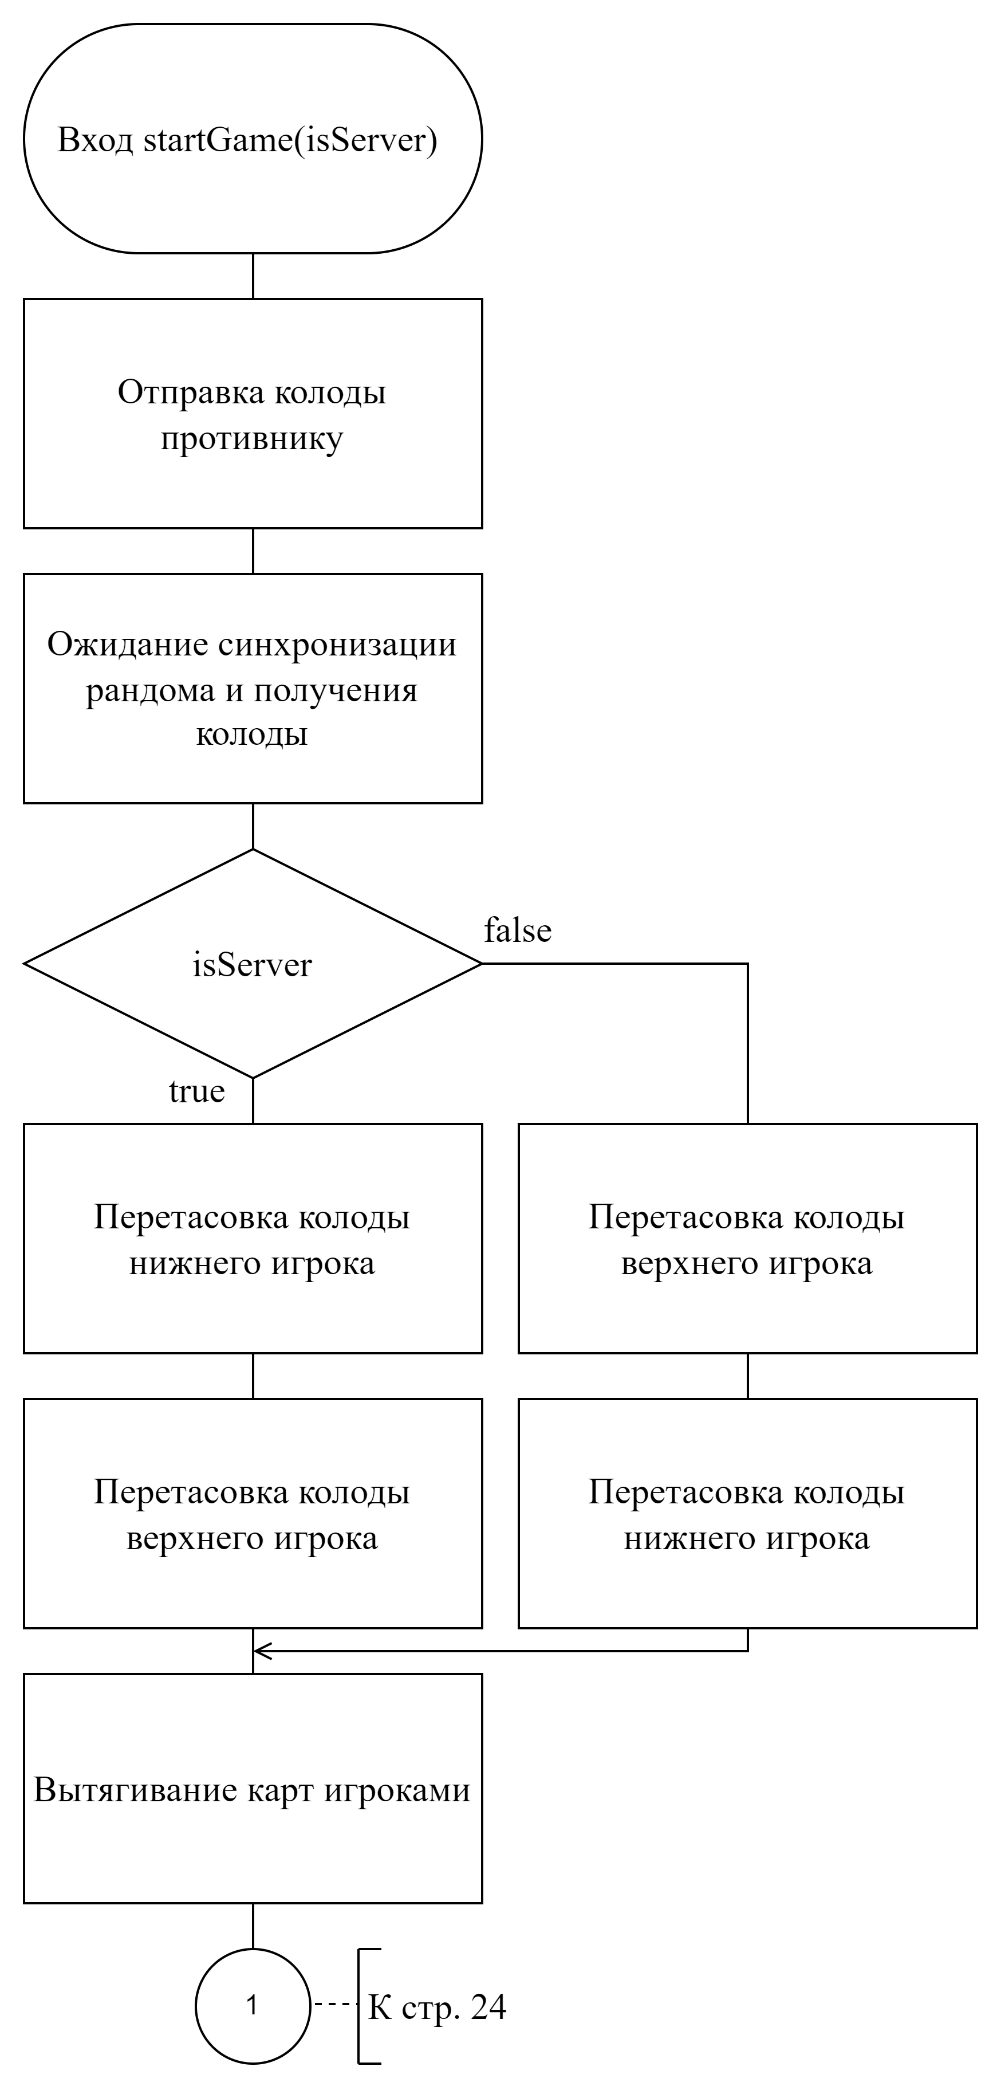 Вход startGame(isServer)
Отправка колоды
противнику
Ожидание синхронизации
рандома и получения
колоды
isServer
false
true
Перетасовка колоды
нижнего игрока
Перетасовка колоды
верхнего игрока
Перетасовка колоды
верхнего игрока
Перетасовка колоды
нижнего игрока
Вытягивание карт игроками
1
К стр. 24